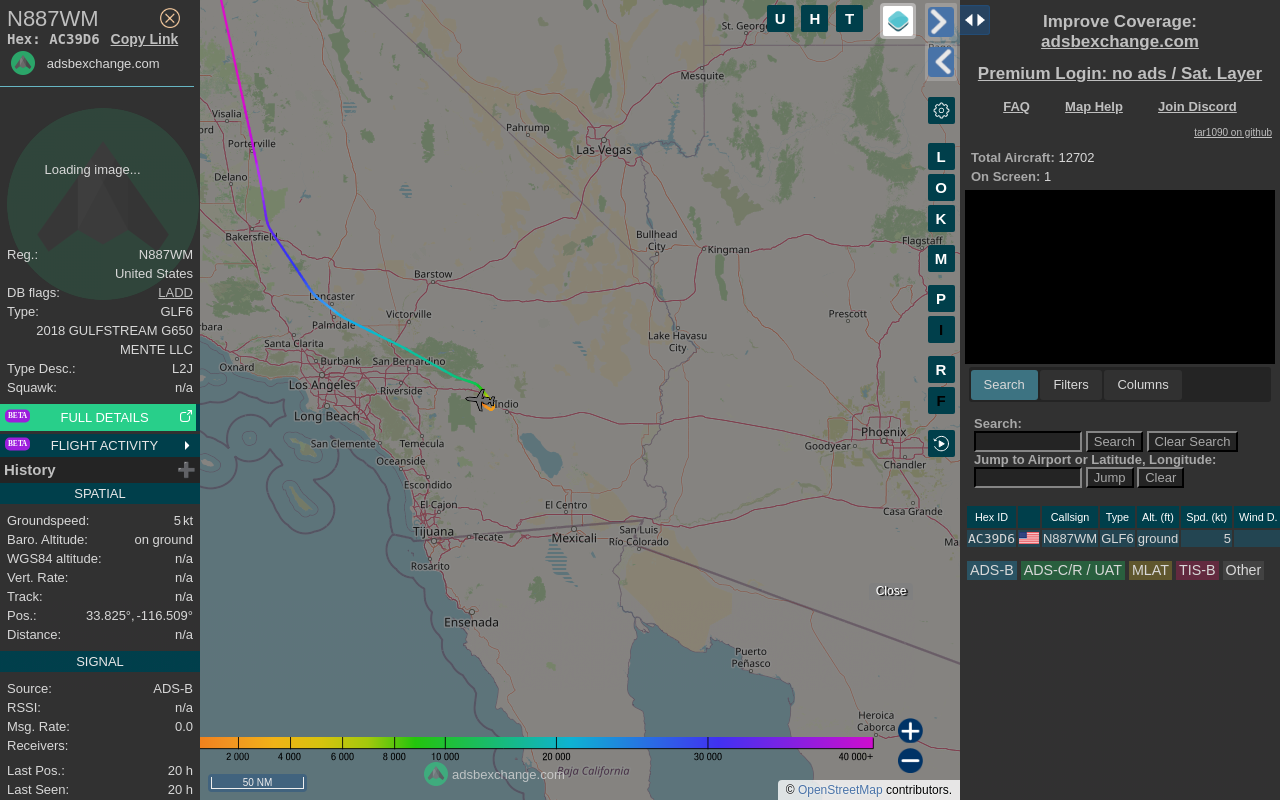 N887WM
Hex: AC39D6 Copy Link
adsbexchange.com
Loading image...
Reg.: N887WM
United States
DB flags: LADD
Type: GLF6
2018 GULFSTREAM G650
MENTE LLC
Type Desc.: L2J
Squawk: n/a
BETA FULL DETAILS
BETA FLIGHT ACTIVITY
History
SPATIAL
Groundspeed: 5 kt
Baro. Altitude: on ground
WGS84 altitude: n/a
Vert. Rate: n/a
Track: n/a
Pos.: 33.825°, -116.509°
Distance: n/a
SIGNAL
Source: ADS-B
RSSI: n/a
Msg. Rate: 0.0
Receivers:
Last Pos.: 20 h
Last Seen: 20 h
U H T
L
O
K
M
P
I
R
F
St. George
Mesquite
Visalia
ord
Porterville
Pahrump
Las Vegas
Delano
Bakersfield
Bullhead
City
Kingman
Flagstaff
Barstow
Lancaster
Palmdale
Victorville
Prescott
bara
Santa Clarita
Lake Havasu
City
Oxnard
Burbank
San Bernardino
Los Angeles
Riverside
Indio
Long Beach
San Clemente
Temecula
Phoenix
Goodyear
Oceanside
Chandler
Escondido
El Cajon
El Centro
Casa Grande
Tijuana
Tecate
Mexicali
San Luis
Río Colorado
Ma
Rosarito
Close
Ensenada
Puerto
Peñasco
Heroica
Caborca
2 000 4 000 6 000 8 000 10 000 20 000 30 000 40 000+
adsbexchange.com
Baja California
50 NM
© OpenStreetMap contributors.
Improve Coverage:
adsbexchange.com
Premium Login: no ads / Sat. Layer
FAQ Map Help Join Discord
tar1090 on github
Total Aircraft: 12702
On Screen: 1
Search Filters Columns
Search:
Search Clear Search
Jump to Airport or Latitude, Longitude:
Jump Clear
Hex ID Callsign Type Alt. (ft) Spd. (kt) Wind D.
AC39D6 N887WM GLF6 ground 5
ADS-B ADS-C/R / UAT MLAT TIS-B Other